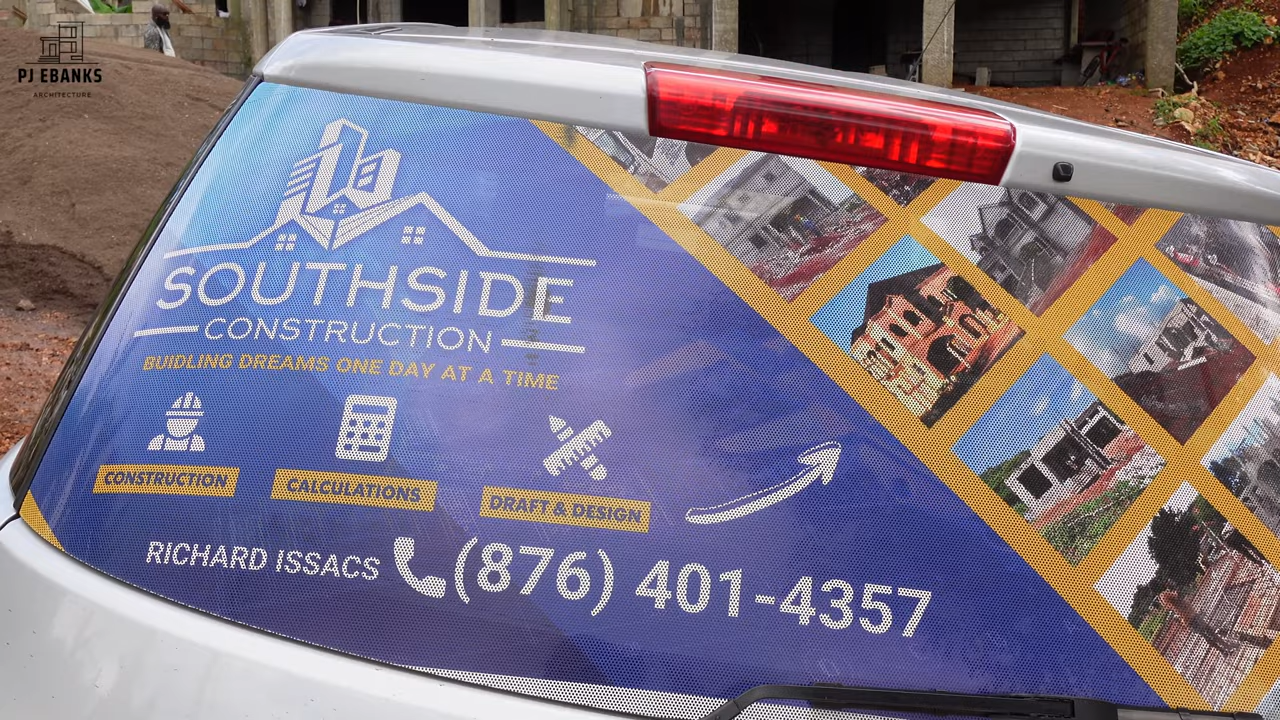 PJ EBANKS
ARCHITECTURE
SOUTHSIDE
CONSTRUCTION
BUIDLING DREAMS ONE DAY AT A TIME
CONSTRUCTION
CALCULATIONS
DRAFT & DESIGN
RICHARD ISSACS (876) 401-4357